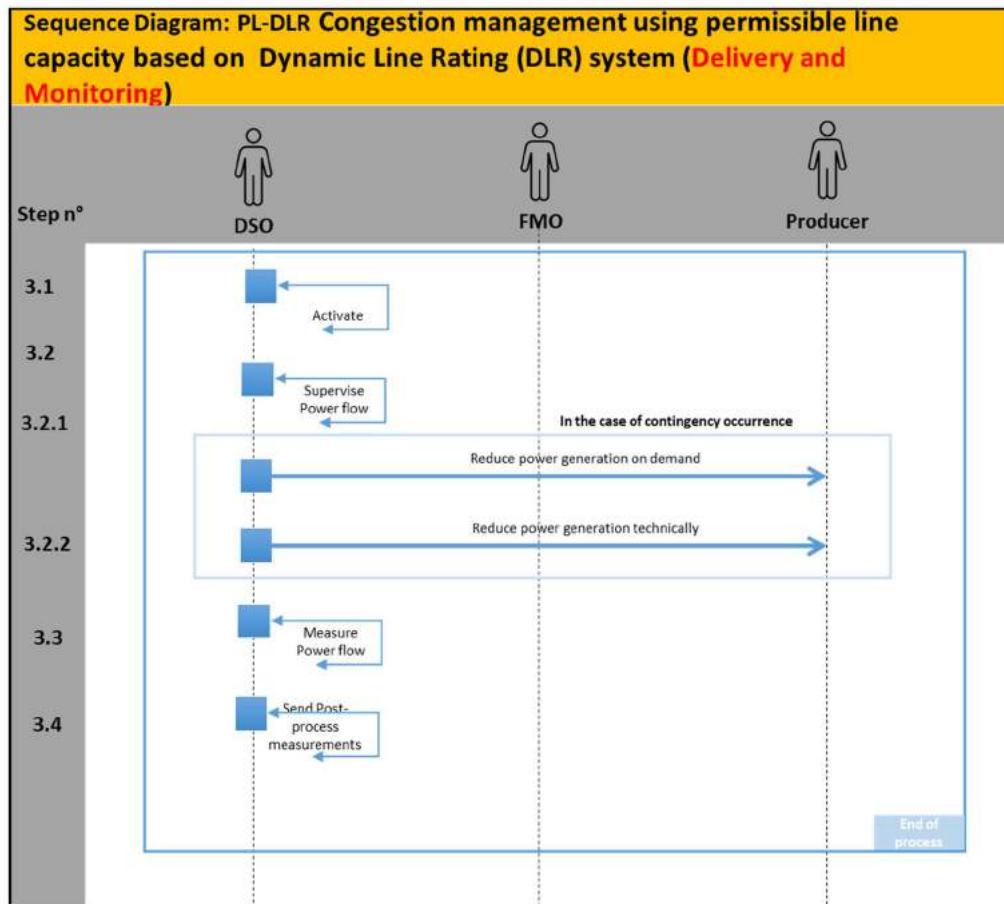 Sequence Diagram: PL-DLR Congestion management using permissible line
capacity based on Dynamic Line Rating (DLR) system (Delivery and
Monitoring)
Step n°
DSO
FMO
Producer
3.1
Activate
3.2
Supervise
Power flow
3.2.1
In the case of contingency occurrence
Reduce power generation on demand
3.2.2
Reduce power generation technically
3.3
Measure
Power flow
3.4
Send Post-
process
measurements
End of
process